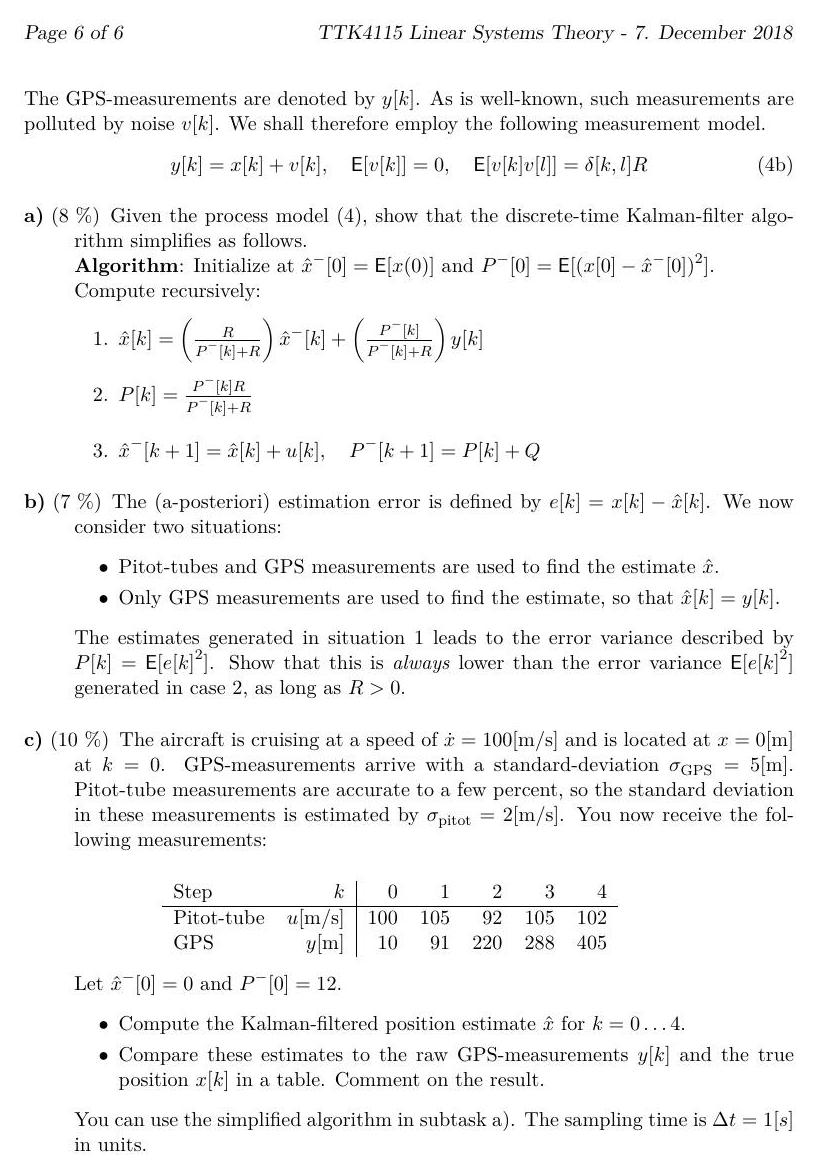 Page 6 of 6 TTK4115 Linear Systems Theory - 7. December 2018
The GPS-measurements are denoted by y[k]. As is well-known, such measurements are
polluted by noise v[k]. We shall therefore employ the following measurement model.
y[k] = x[k] + v[k], E[v[k]] = 0, E[v[k]v[l]] = δ[k, l]R (4b)
a) (8 %) Given the process model (4), show that the discrete-time Kalman-filter algo-
rithm simplifies as follows.
Algorithm: Initialize at x̂⁻[0] = E[x(0)] and P⁻[0] = E[(x[0] − x̂⁻[0])²].
Compute recursively:
1. x̂[k] = (R / (P⁻[k]+R)) x̂⁻[k] + (P⁻[k] / (P⁻[k]+R)) y[k]
2. P[k] = P⁻[k]R / (P⁻[k]+R)
3. x̂⁻[k + 1] = x̂[k] + u[k], P⁻[k + 1] = P[k] + Q
b) (7 %) The (a-posteriori) estimation error is defined by e[k] = x[k] − x̂[k]. We now
consider two situations:
• Pitot-tubes and GPS measurements are used to find the estimate x̂.
• Only GPS measurements are used to find the estimate, so that x̂[k] = y[k].
The estimates generated in situation 1 leads to the error variance described by
P[k] = E[e[k]²]. Show that this is always lower than the error variance E[e[k]²]
generated in case 2, as long as R > 0.
c) (10 %) The aircraft is cruising at a speed of ẋ = 100[m/s] and is located at x = 0[m]
at k = 0. GPS-measurements arrive with a standard-deviation σGPS = 5[m].
Pitot-tube measurements are accurate to a few percent, so the standard deviation
in these measurements is estimated by σpitot = 2[m/s]. You now receive the fol-
lowing measurements:
Step k 0 1 2 3 4
Pitot-tube u[m/s] 100 105 92 105 102
GPS y[m] 10 91 220 288 405
Let x̂⁻[0] = 0 and P⁻[0] = 12.
• Compute the Kalman-filtered position estimate x̂ for k = 0 . . . 4.
• Compare these estimates to the raw GPS-measurements y[k] and the true
position x[k] in a table. Comment on the result.
You can use the simplified algorithm in subtask a). The sampling time is Δt = 1[s]
in units.